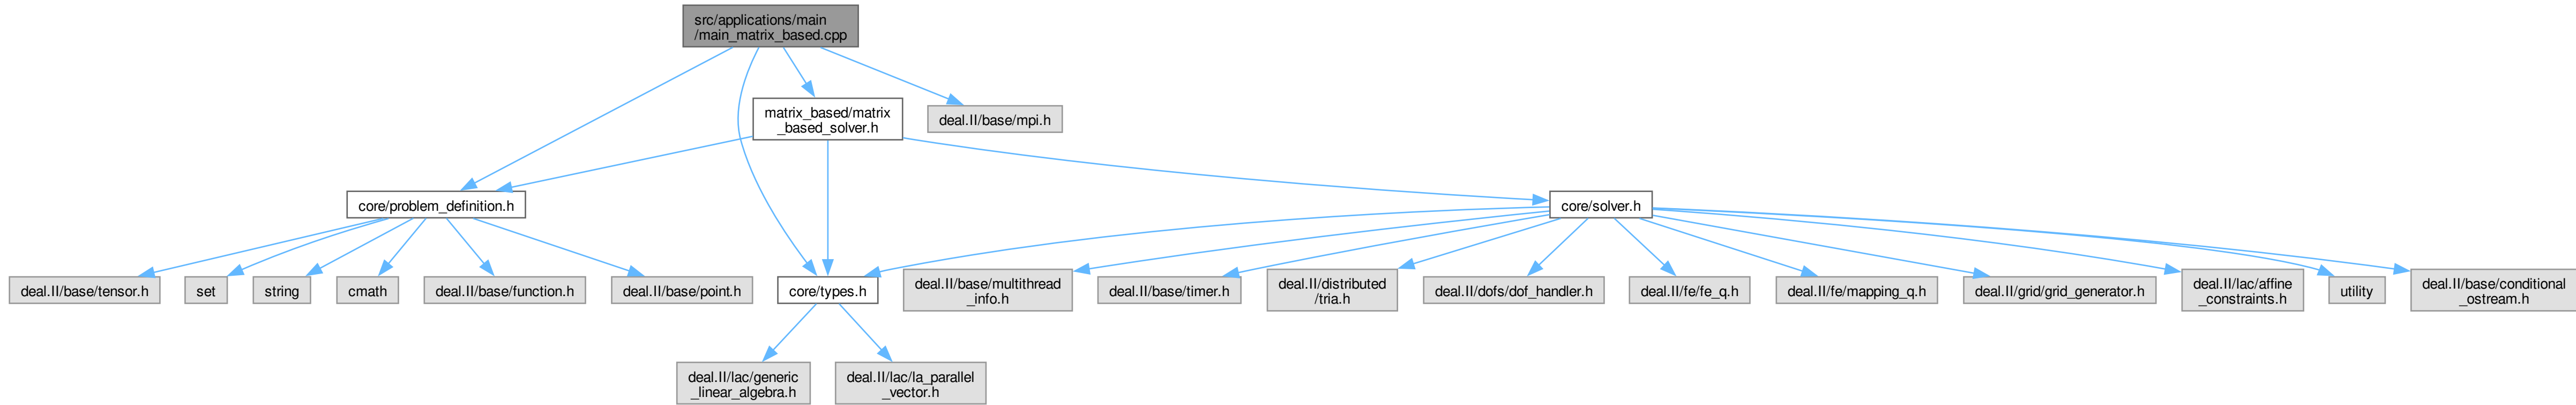 src/applications/main
/main_matrix_based.cpp
matrix_based/matrix
_based_solver.h
deal.II/base/mpi.h
core/problem_definition.h
core/solver.h
deal.II/base/tensor.h
set
string
cmath
deal.II/base/function.h
deal.II/base/point.h
core/types.h
deal.II/base/multithread
_info.h
deal.II/base/timer.h
deal.II/distributed
/tria.h
deal.II/dofs/dof_handler.h
deal.II/fe/fe_q.h
deal.II/fe/mapping_q.h
deal.II/grid/grid_generator.h
deal.II/lac/affine
_constraints.h
utility
deal.II/base/conditional
_ostream.h
deal.II/lac/generic
_linear_algebra.h
deal.II/lac/la_parallel
_vector.h